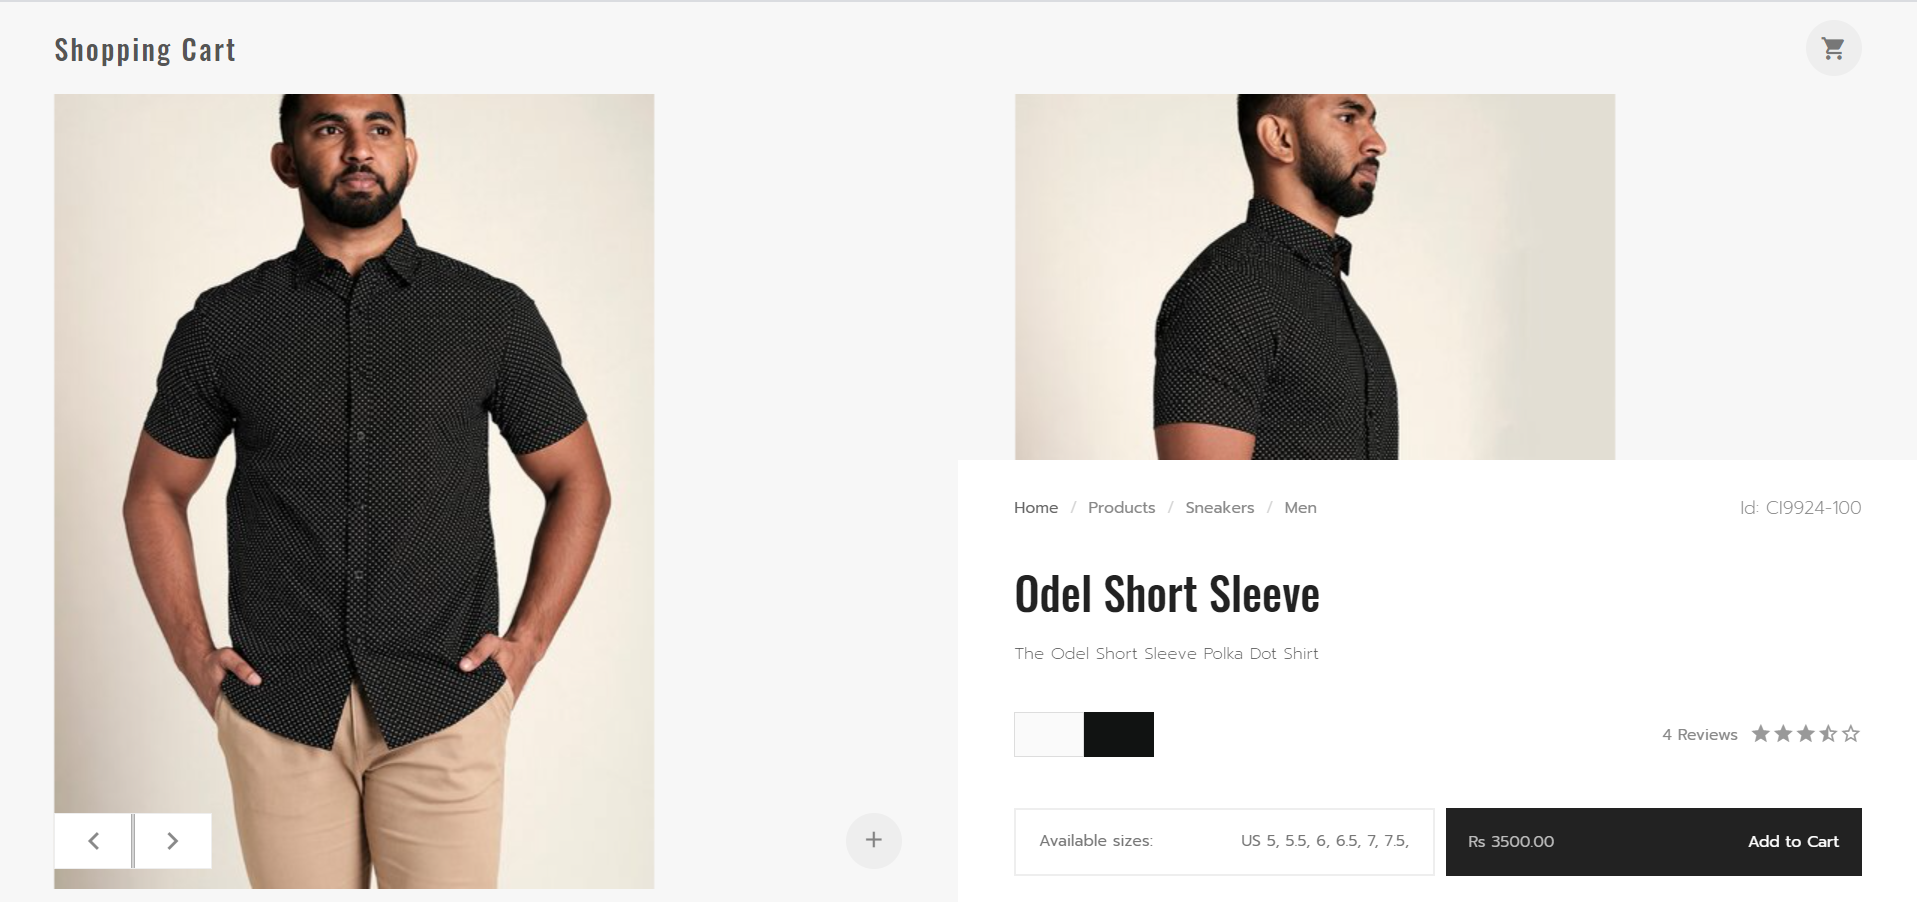 Shopping Cart
Home / Products / Sneakers / Men
Id: CI9924-100
Odel Short Sleeve
The Odel Short Sleeve Polka Dot Shirt
4 Reviews
Available sizes: US 5, 5.5, 6, 6.5, 7, 7.5,
Rs 3500.00 Add to Cart